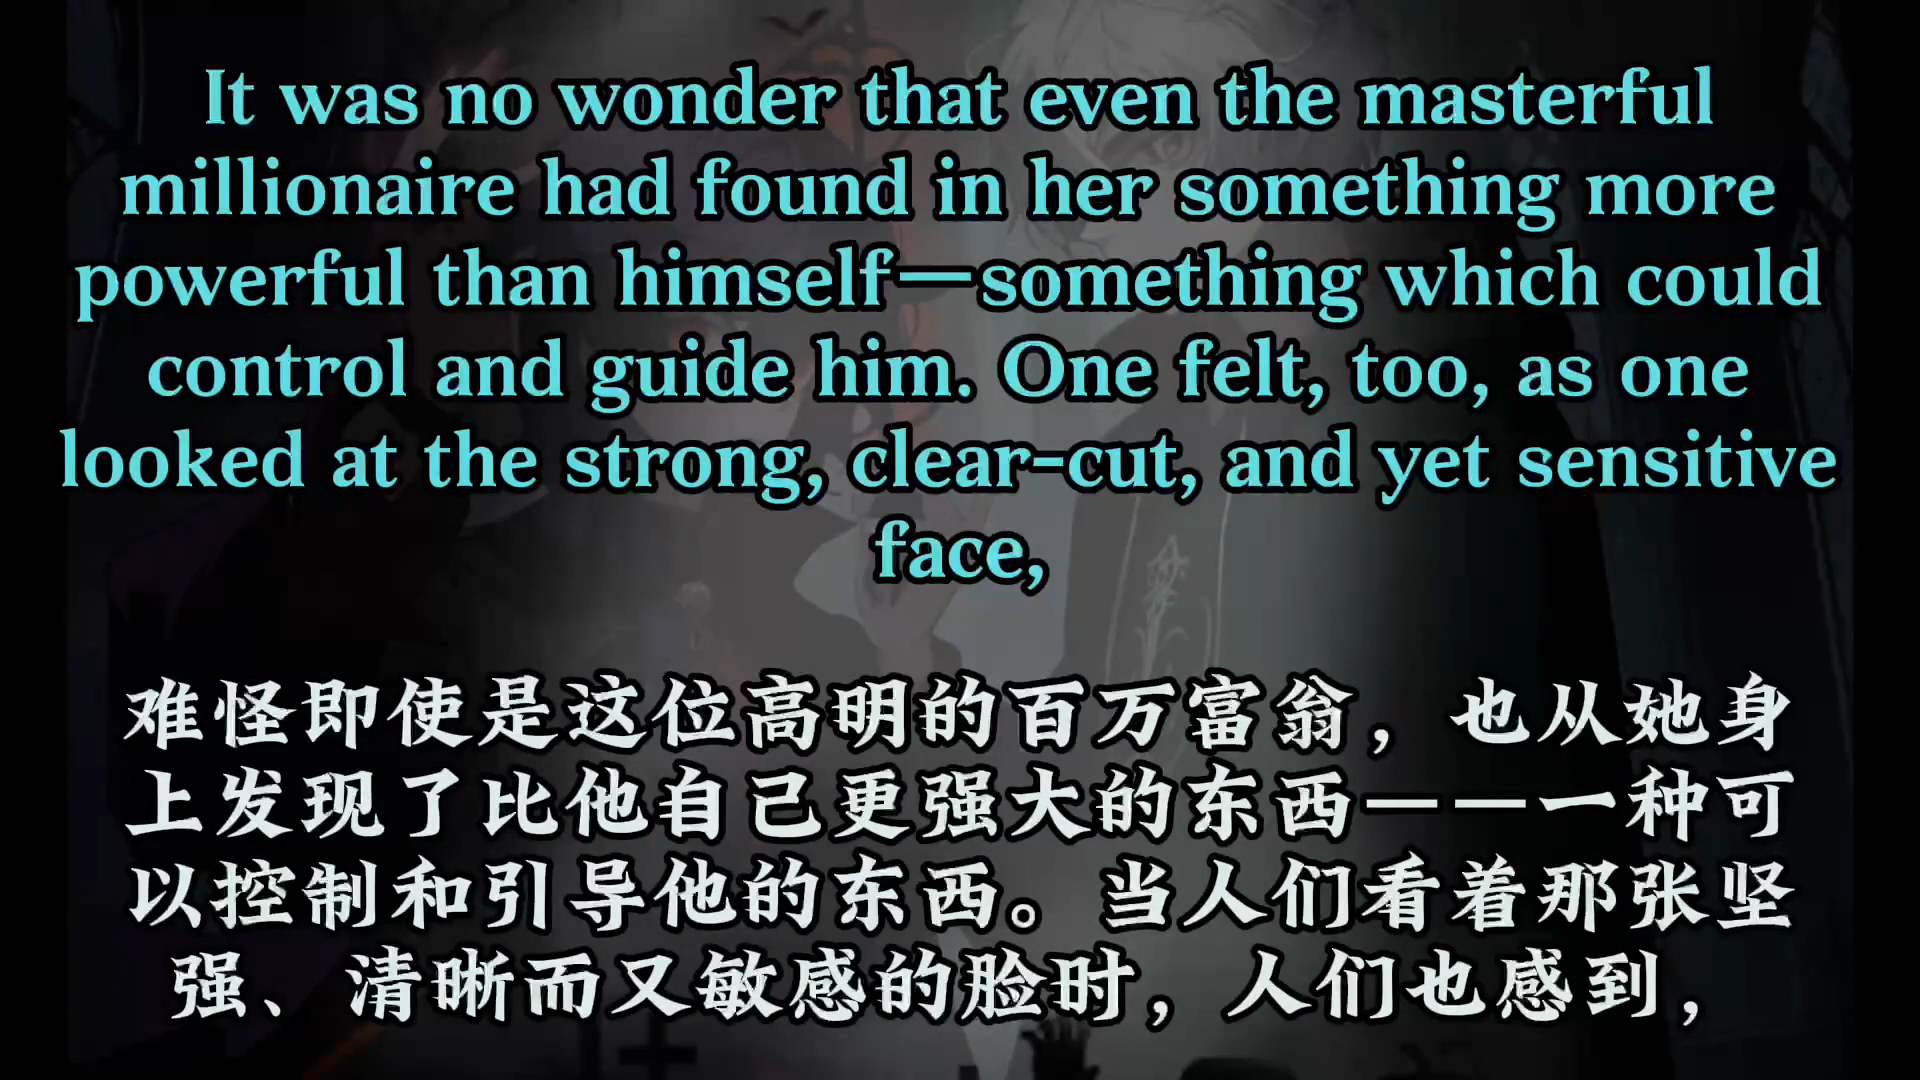 It was no wonder that even the masterful
millionaire had found in her something more
powerful than himself—something which could
control and guide him. One felt, too, as one
looked at the strong, clear-cut, and yet sensitive
face,
难怪即使是这位高明的百万富翁，也从她身
上发现了比他自己更强大的东西——一种可
以控制和引导他的东西。当人们看着那张坚
强、清晰而又敏感的脸时，人们也感到，